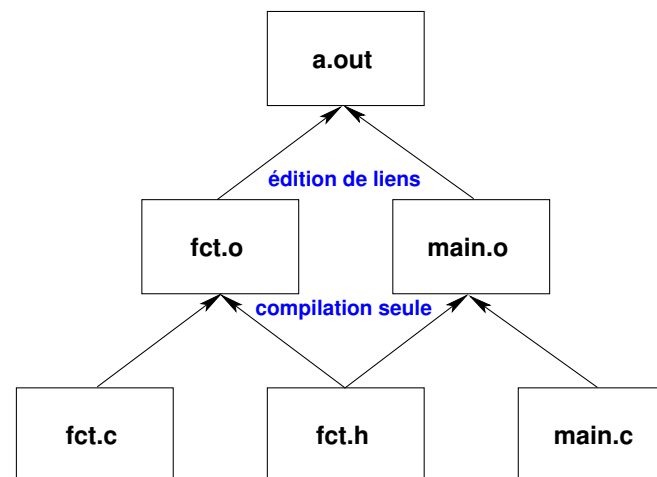 a.out
édition de liens
fct.o
main.o
compilation seule
fct.c
fct.h
main.c